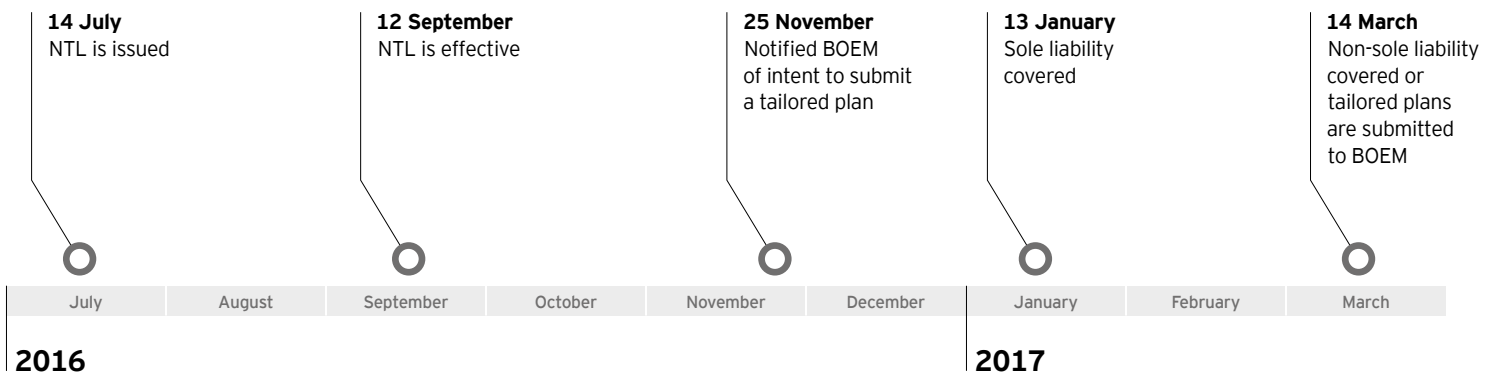 14 July
NTL is issued
12 September
NTL is effective
25 November
Notified BOEM
of intent to submit
a tailored plan
13 January
Sole liability
covered
14 March
Non-sole liability
covered or
tailored plans
are submitted
to BOEM
July
August
September
October
November
December
January
February
March
2016
2017